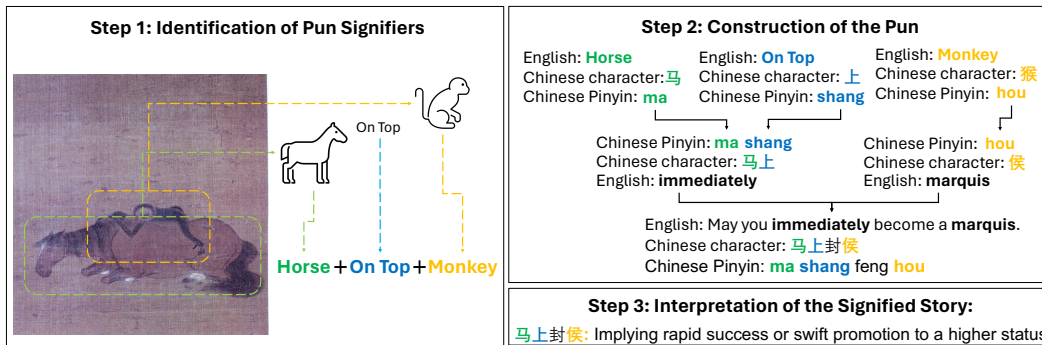 Step 1: Identification of Pun Signifiers
On Top
Horse+On Top+Monkey
Step 2: Construction of the Pun
English: Horse
Chinese character:马
Chinese Pinyin: ma
English: On Top
Chinese character: 上
Chinese Pinyin: shang
English: Monkey
Chinese character: 猴
Chinese Pinyin: hou
Chinese Pinyin: ma shang
Chinese character: 马上
English: immediately
Chinese Pinyin: hou
Chinese character: 侯
English: marquis
English: May you immediately become a marquis.
Chinese character: 马上封侯
Chinese Pinyin: ma shang feng hou
Step 3: Interpretation of the Signified Story:
马上封侯: Implying rapid success or swift promotion to a higher status